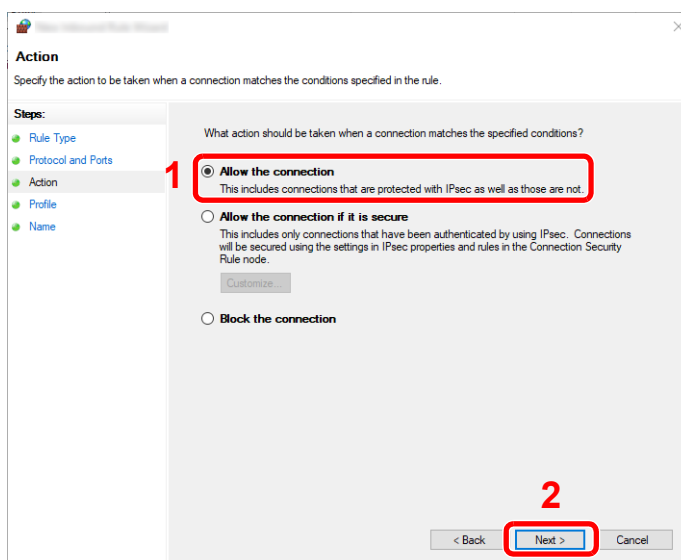 Action
Specify the action to be taken when a connection matches the conditions specified in the rule.
Steps:
Rule Type
Protocol and Ports
Action
Profile
Name
What action should be taken when a connection matches the specified conditions?
1
Allow the connection
This includes connections that are protected with IPsec as well as those are not.
Allow the connection if it is secure
This includes only connections that have been authenticated by using IPsec. Connections
will be secured using the settings in IPsec properties and rules in the Connection Security
Rule node.
Customize...
Block the connection
2
< Back
Next >
Cancel